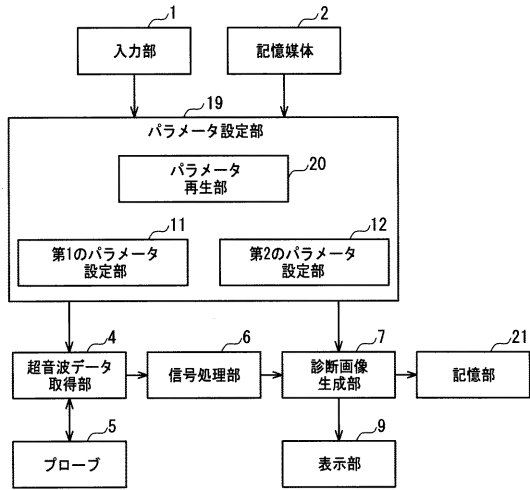 1
2
入力部
記憶媒体
19
パラメータ設定部
パラメータ
再生部
20
11
12
第1のパラメータ
設定部
第2のパラメータ
設定部
4
6
7
21
超音波データ
取得部
信号処理部
診断画像
生成部
記憶部
5
9
プローブ
表示部